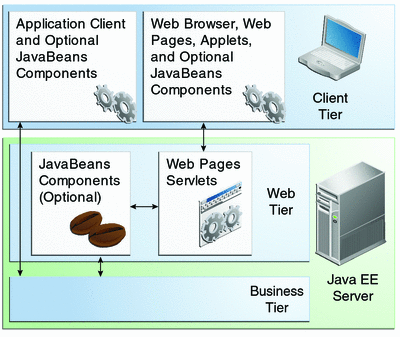 Application Client
and Optional
JavaBeans
Components
Web Browser, Web
Pages, Applets,
and Optional
JavaBeans
Components
Client
Tier
JavaBeans
Components
(Optional)
Web Pages
Servlets
Web
Tier
Java EE
Server
Business
Tier